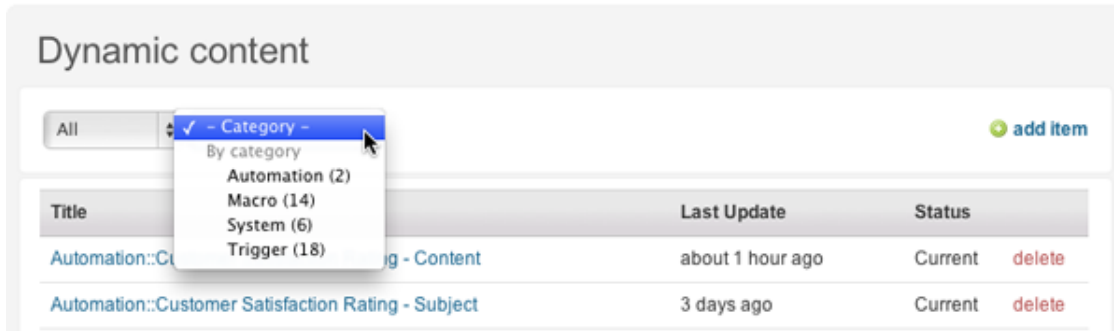 Dynamic content
All
✓ - Category -
add item
By category
Automation (2)
Macro (14)
System (6)
Trigger (18)
Title Last Update Status
Automation::Cu g - Content about 1 hour ago Current delete
Automation::Customer Satisfaction Rating - Subject 3 days ago Current delete